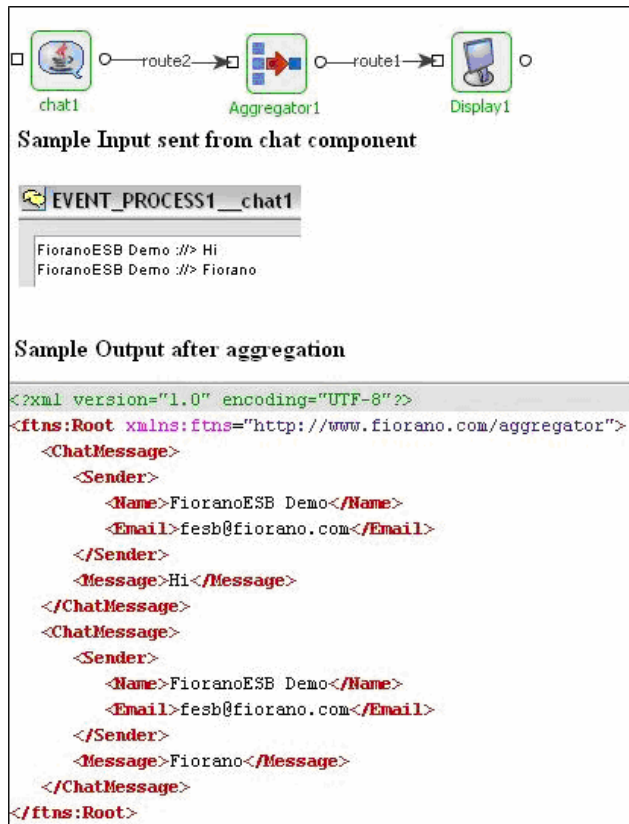 route2 route1
chat1 Aggregator1 Display1
Sample Input sent from chat component
EVENT_PROCESS1__chat1
FioranoESB Demo ://> Hi
FioranoESB Demo ://> Fiorano
Sample Output after aggregation
<?xml version="1.0" encoding="UTF-8"?>
<ftns:Root xmlns:ftns="http://www.fiorano.com/aggregator">
<ChatMessage>
<Sender>
<Name>FioranoESB Demo</Name>
<Email>fesb@fiorano.com</Email>
</Sender>
<Message>Hi</Message>
</ChatMessage>
<ChatMessage>
<Sender>
<Name>FioranoESB Demo</Name>
<Email>fesb@fiorano.com</Email>
</Sender>
<Message>Fiorano</Message>
</ChatMessage>
</ftns:Root>